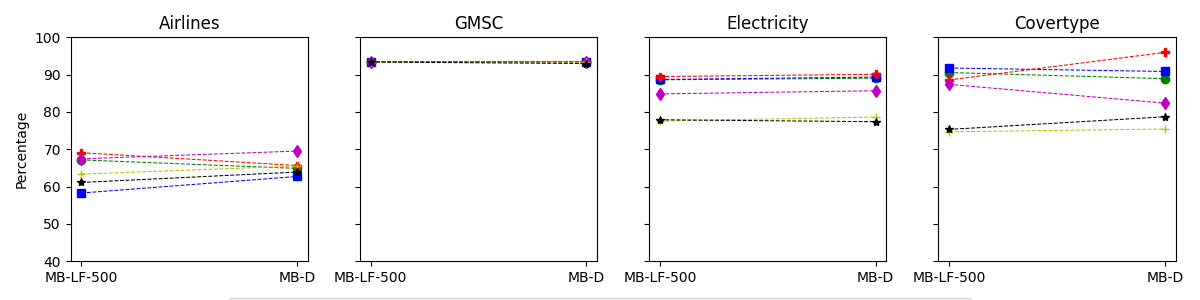 Airlines GMSC Electricity Covertype
Percentage
100
90
80
70
60
50
40
MB-LF-500 MB-D MB-LF-500 MB-D MB-LF-500 MB-D MB-LF-500 MB-D